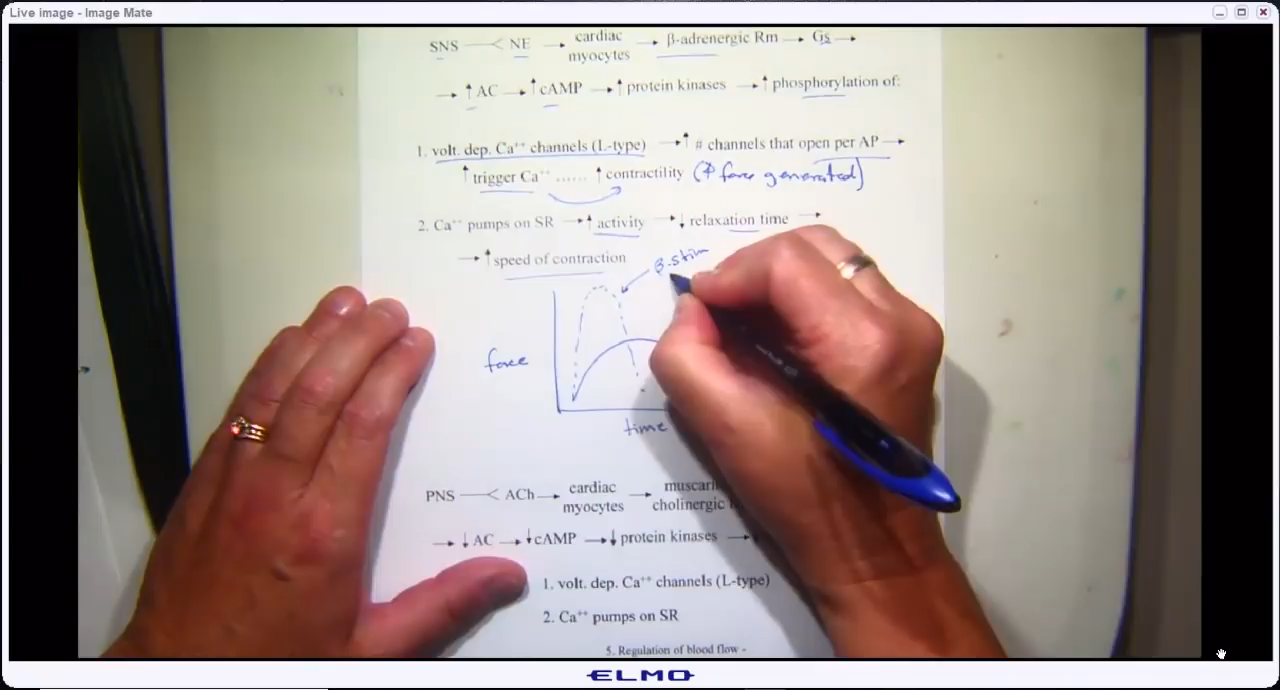 Live image - Image Mate
SNS —< NE → cardiac myocytes → β-adrenergic Rm → Gs →
→ ↑ AC → ↑ cAMP → ↑ protein kinases → ↑ phosphorylation of:
1. volt. dep. Ca⁺⁺ channels (L-type) → ↑ # channels that open per AP →
↑ trigger Ca⁺⁺ ...... ↑ contractility (↑ force generated)
2. Ca⁺⁺ pumps on SR → ↑ activity → ↓ relaxation time →
→ ↑ speed of contraction
β-stim
force
time
PNS —< ACh → cardiac myocytes → cholinergic
→ ↓ AC → ↓ cAMP → ↓ protein kinases →
1. volt. dep. Ca⁺⁺ channels (L-type)
2. Ca⁺⁺ pumps on SR
5. Regulation of blood flow -
ELMO